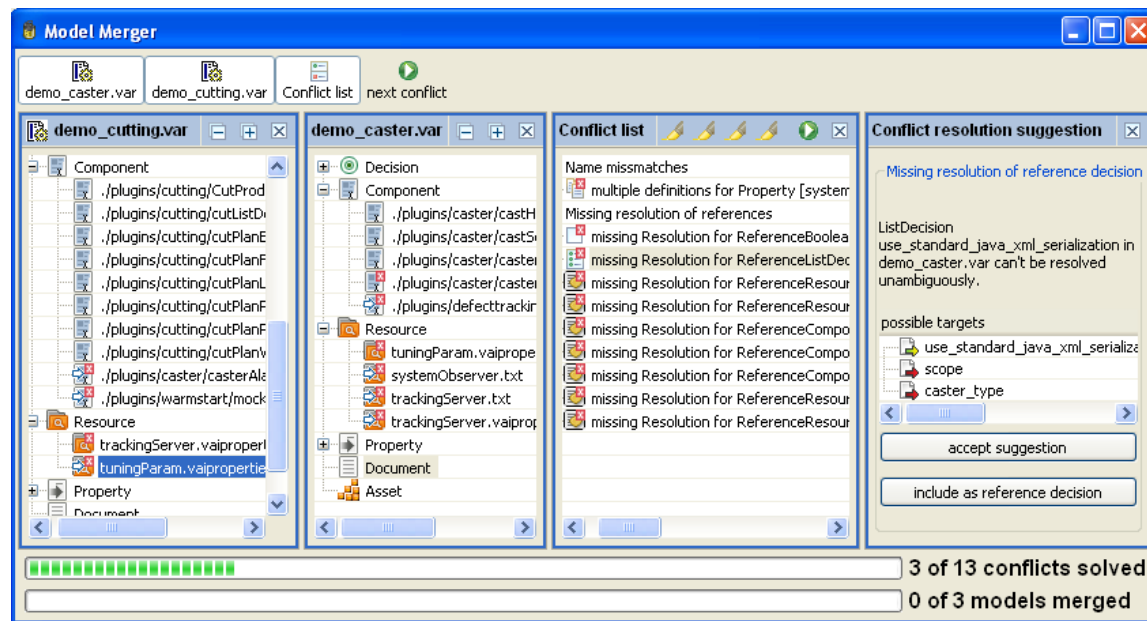 Model Merger
demo_caster.var
demo_cutting.var
Conflict list
next conflict
demo_cutting.var
Component
./plugins/cutting/CutProd
./plugins/cutting/cutListD
./plugins/cutting/cutPlanE
./plugins/cutting/cutPlanF
./plugins/cutting/cutPlanL
./plugins/cutting/cutPlanF
./plugins/cutting/cutPlanF
./plugins/cutting/cutPlanV
./plugins/caster/casterAla
./plugins/warmstart/mock
Resource
trackingServer.vaiproperl
tuningParam.vaipropertie
Property
Document
demo_caster.var
Decision
Component
./plugins/caster/castH
./plugins/caster/castS
./plugins/caster/caster
./plugins/caster/caster
./plugins/defecttrackin
Resource
tuningParam.vaiprope
systemObserver.txt
trackingServer.txt
trackingServer.vaiprop
Property
Document
Asset
Conflict list
Name missmatches
multiple definitions for Property [system
Missing resolution of references
missing Resolution for ReferenceBoolea
missing Resolution for ReferenceListDec
missing Resolution for ReferenceResour
missing Resolution for ReferenceResour
missing Resolution for ReferenceCompo
missing Resolution for ReferenceCompo
missing Resolution for ReferenceCompo
missing Resolution for ReferenceResour
missing Resolution for ReferenceResour
Conflict resolution suggestion
Missing resolution of reference decision
ListDecision
use_standard_java_xml_serialization in
demo_caster.var can't be resolved
unambiguously.
possible targets
use_standard_java_xml_serializa
scope
caster_type
accept suggestion
include as reference decision
3 of 13 conflicts solved
0 of 3 models merged